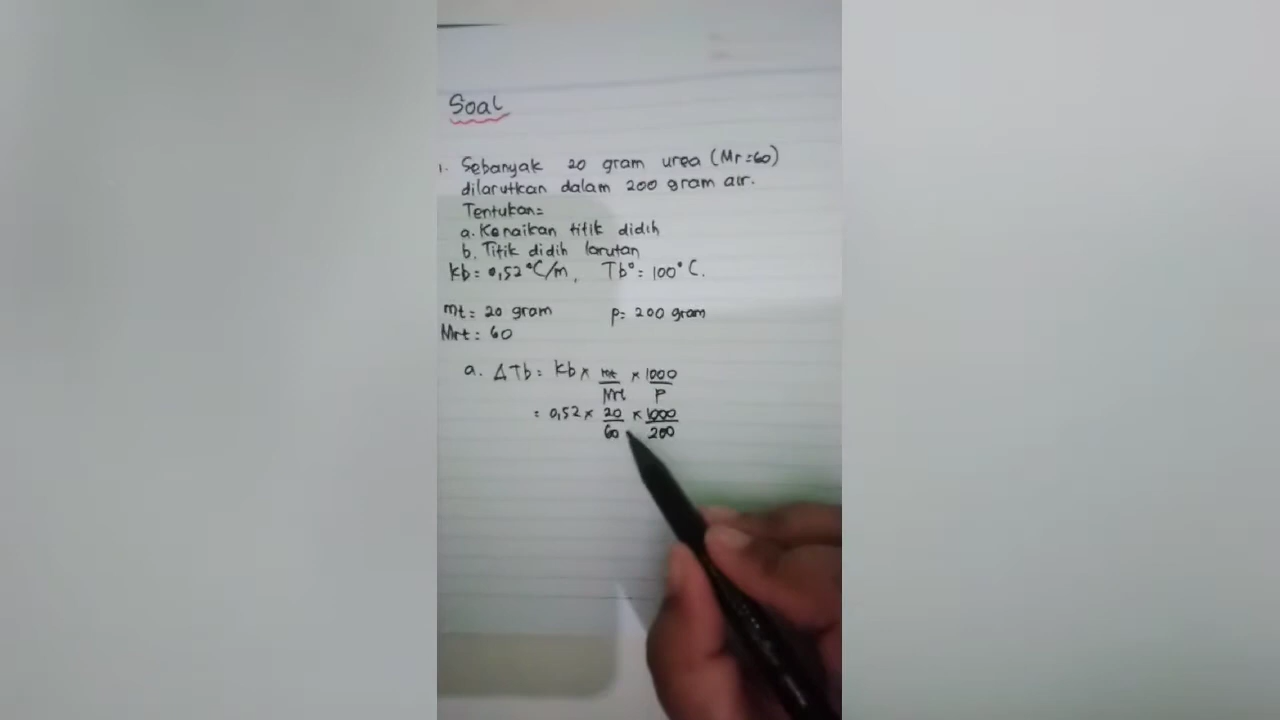 Soal
1. Sebanyak 20 gram urea (Mr=60)
dilarutkan dalam 200 gram air.
Tentukan=
a. Kenaikan titik didih
b. Titik didih larutan
kb= 0,52°C/m, Tb°= 100°C.
mt= 20 gram p= 200 gram
Mrt= 60
a. ΔTb= kb × mt/Mrt × 1000/p
= 0,52 × 20/60 × 1000/200